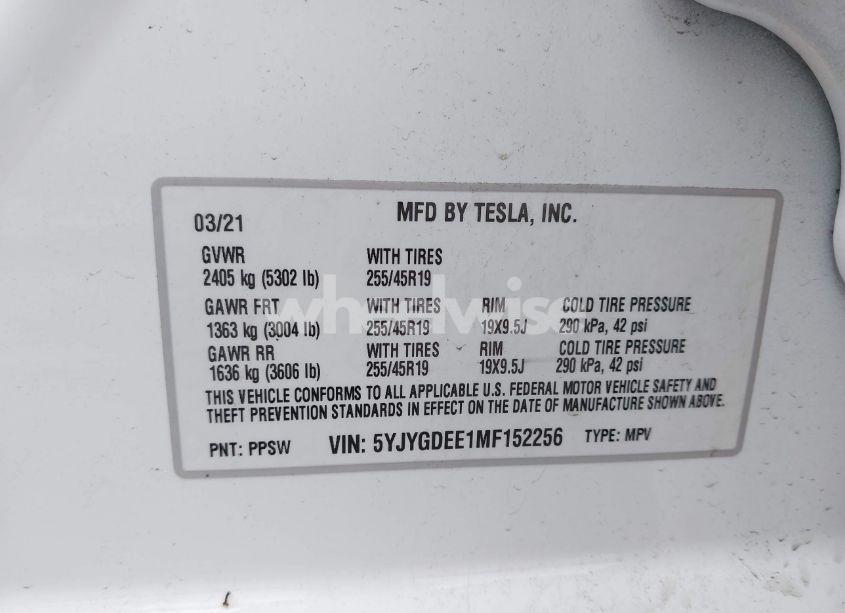 03/21 MFD BY TESLA, INC.
GVWR WITH TIRES
2405 kg (5302 lb) 255/45R19
GAWR FRT WITH TIRES RIM COLD TIRE PRESSURE
1363 kg (3004 lb) 255/45R19 19X9.5J 290 kPa, 42 psi
GAWR RR WITH TIRES RIM COLD TIRE PRESSURE
1636 kg (3606 lb) 255/45R19 19X9.5J 290 kPa, 42 psi
THIS VEHICLE CONFORMS TO ALL APPLICABLE U.S. FEDERAL MOTOR VEHICLE SAFETY AND
THEFT PREVENTION STANDARDS IN EFFECT ON THE DATE OF MANUFACTURE SHOWN ABOVE.
PNT: PPSW VIN: 5YJYGDEE1MF152256 TYPE: MPV
wheelwise